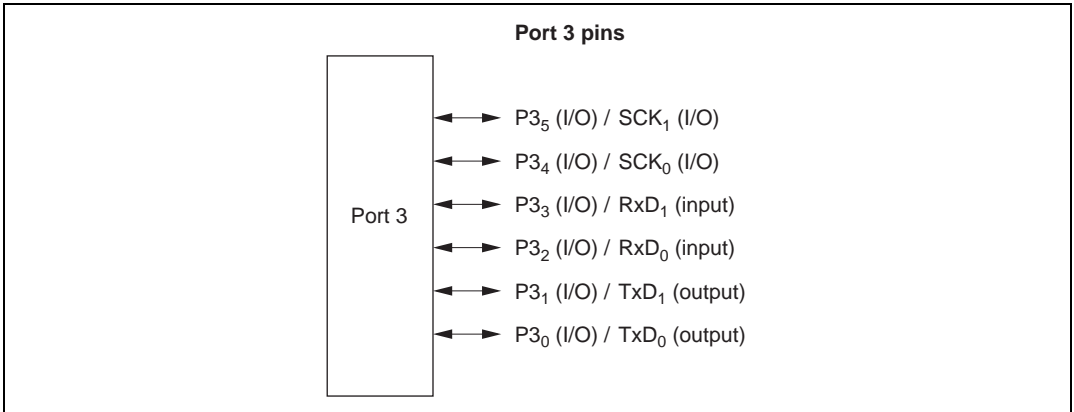 Port 3 pins
P3₅ (I/O) / SCK₁ (I/O)
P3₄ (I/O) / SCK₀ (I/O)
P3₃ (I/O) / RxD₁ (input)
Port 3
P3₂ (I/O) / RxD₀ (input)
P3₁ (I/O) / TxD₁ (output)
P3₀ (I/O) / TxD₀ (output)